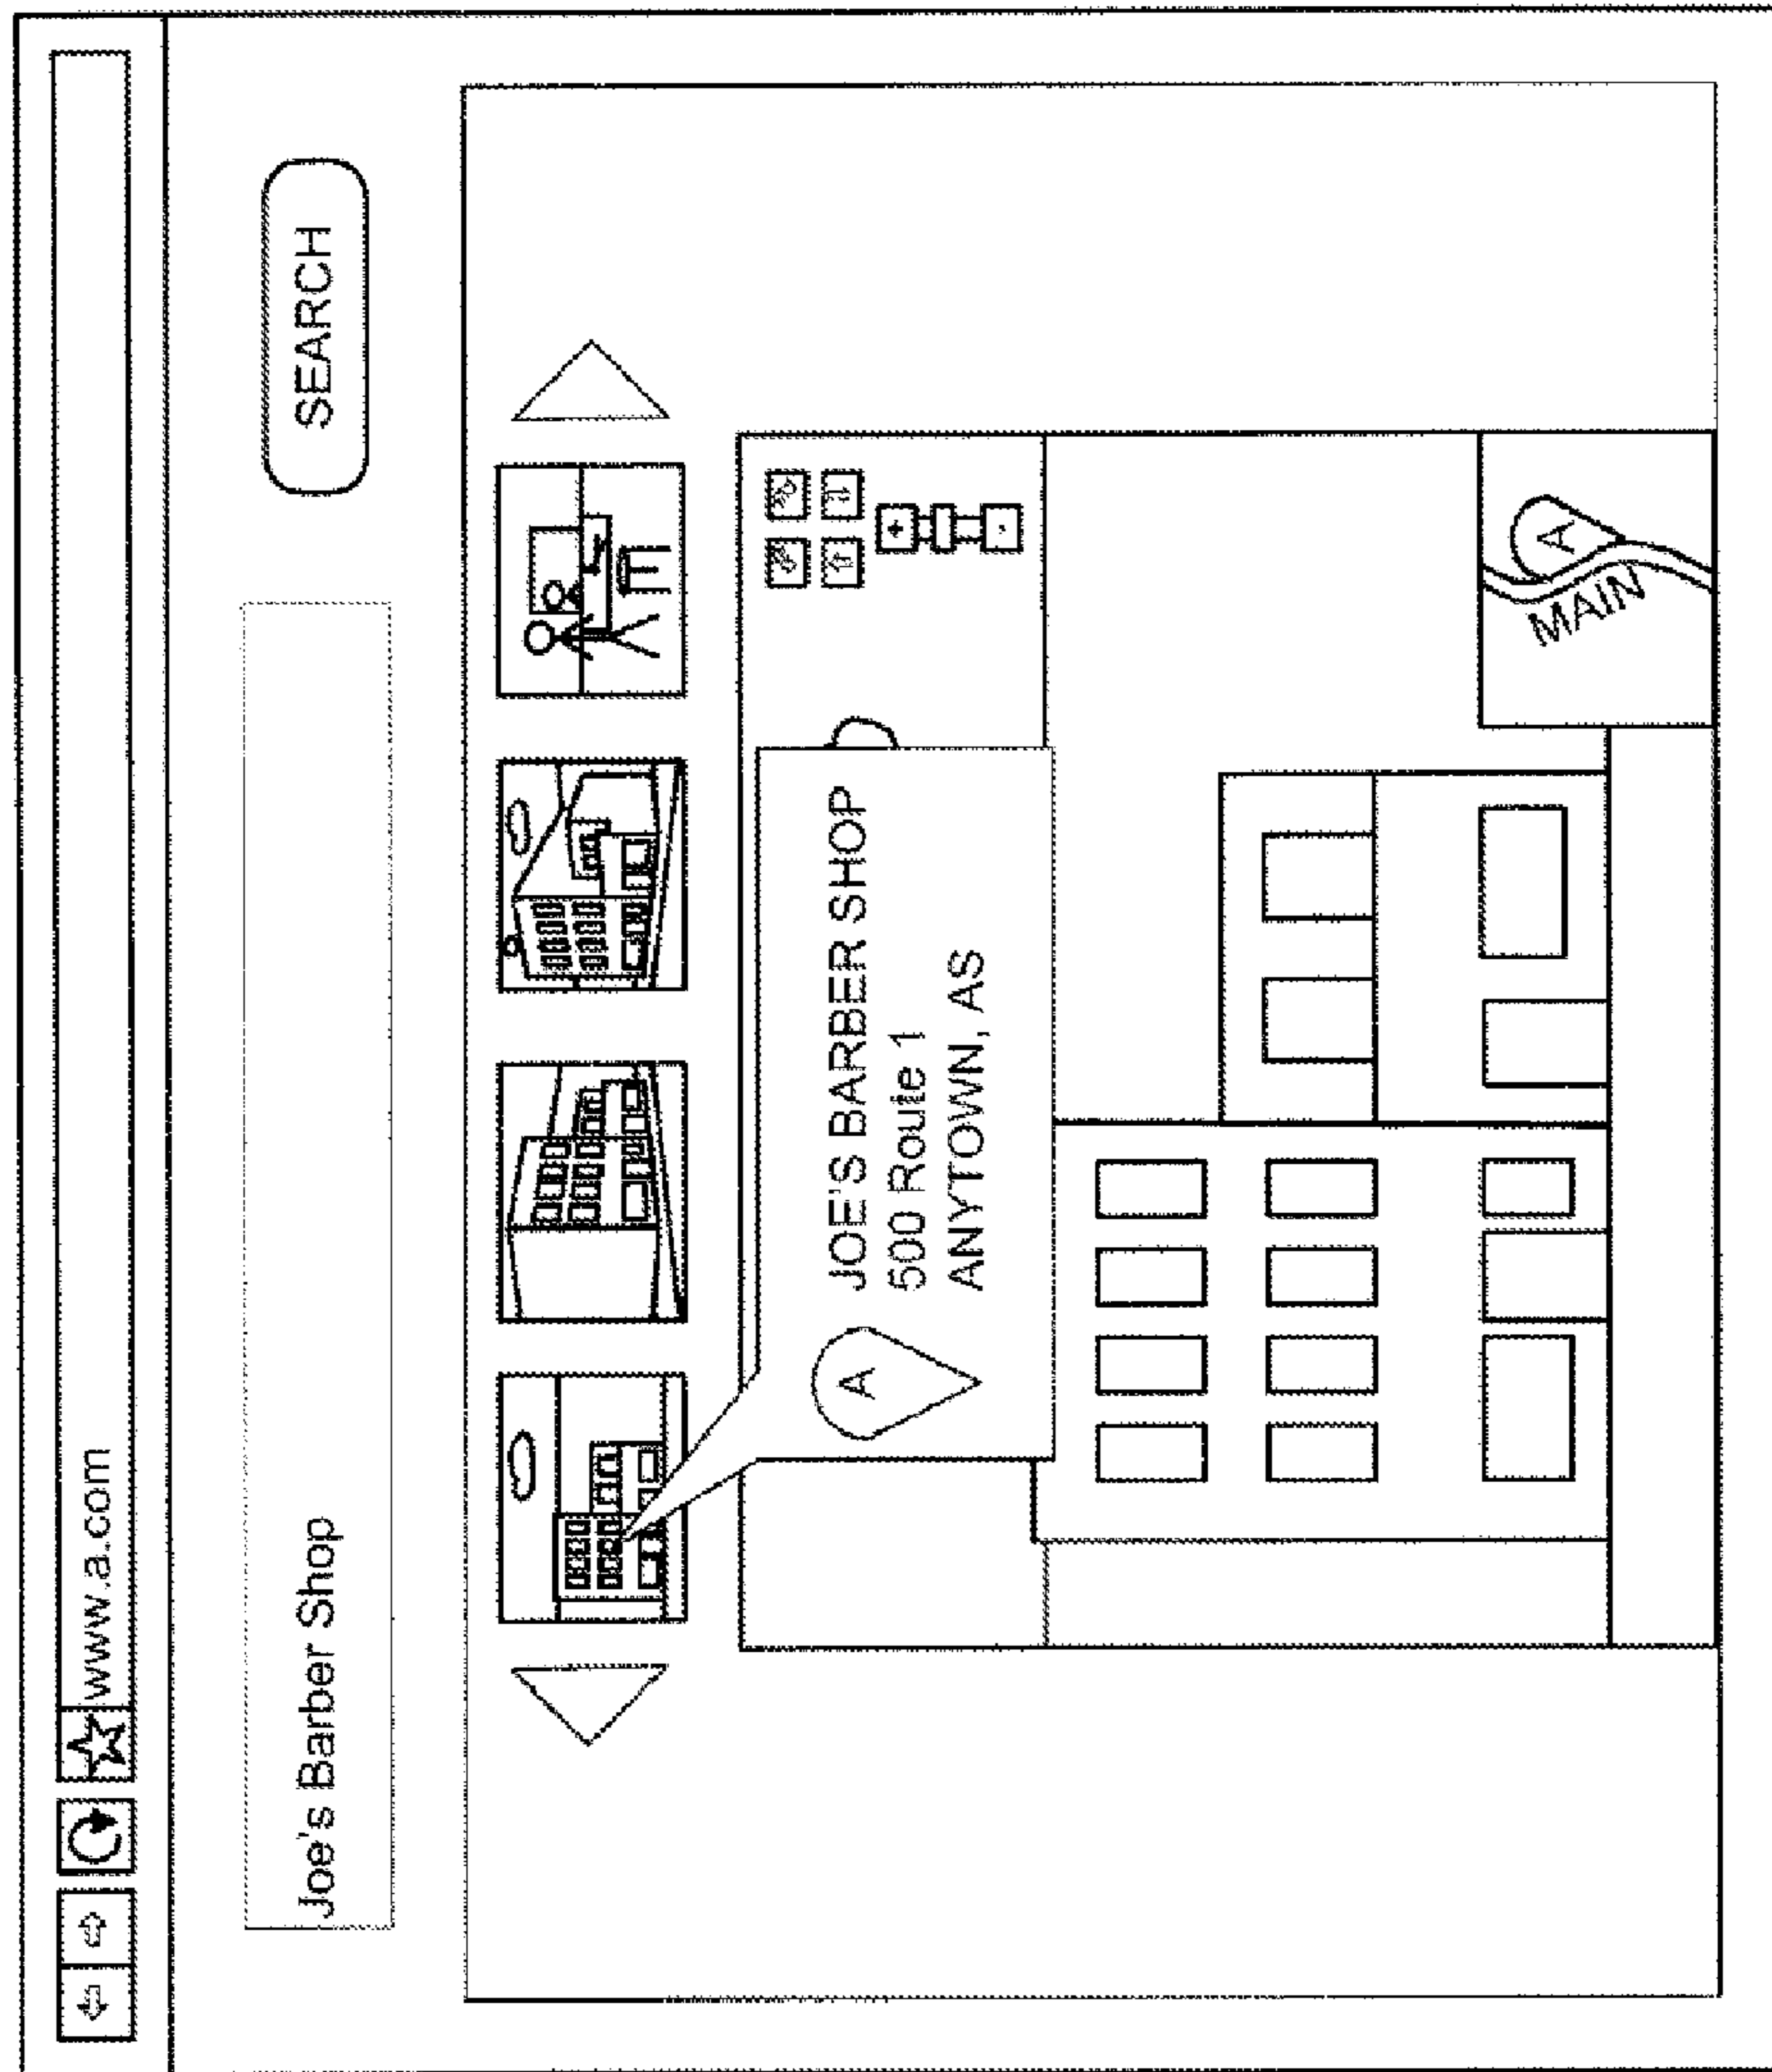 www.a.com
Joe's Barber Shop
SEARCH
A
JOE'S BARBER SHOP
500 Route 1
ANYTOWN, AS
+
-
A
MAIN